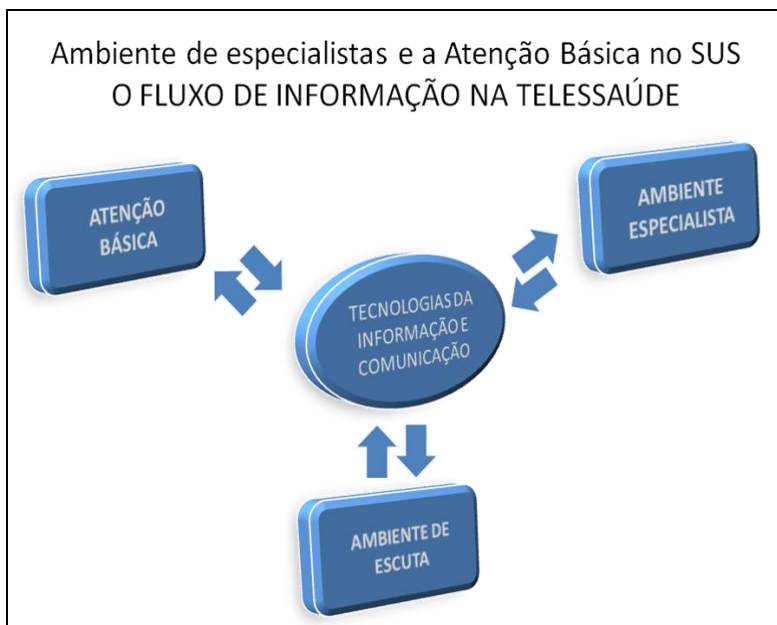 Ambiente de especialistas e a Atenção Básica no SUS
O FLUXO DE INFORMAÇÃO NA TELESSAÚDE
ATENÇÃO
BÁSICA
AMBIENTE
ESPECIALISTA
TECNOLOGIAS DA
INFORMAÇÃO E
COMUNICAÇÃO
AMBIENTE DE
ESCUTA